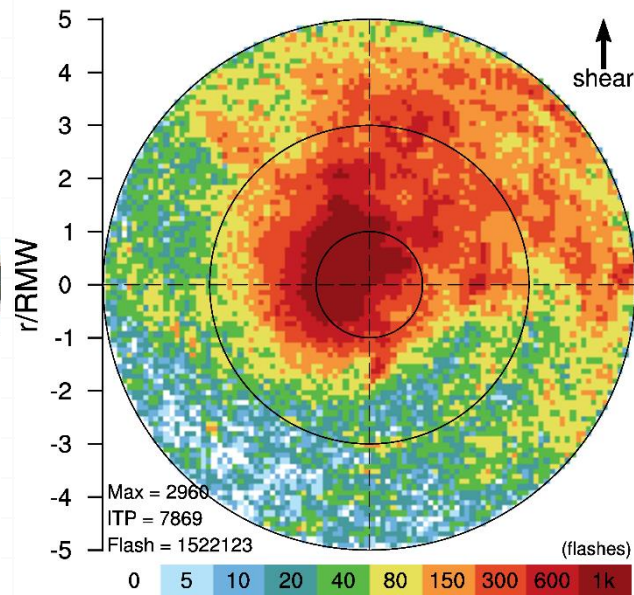 5
4
3
2
1
0
-1
-2
-3
-4
-5
r/RMW
shear
Max = 2960
ITP = 7869
Flash = 1522123
(flashes)
0 5 10 20 40 80 150 300 600 1k